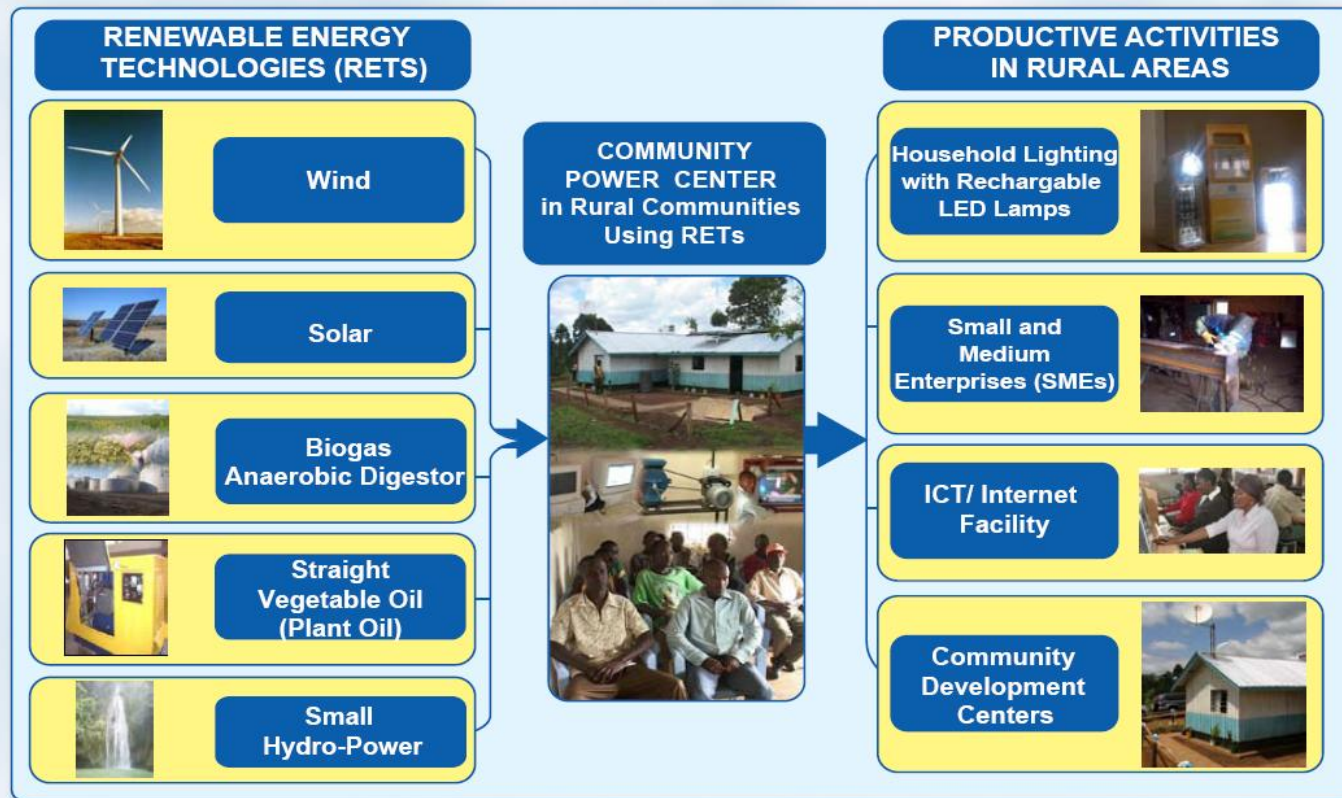 RENEWABLE ENERGY
TECHNOLOGIES (RETS)
Wind
Solar
Biogas
Anaerobic Digestor
Straight
Vegetable Oil
(Plant Oil)
Small
Hydro-Power
COMMUNITY
POWER CENTER
in Rural Communities
Using RETs
PRODUCTIVE ACTIVITIES
IN RURAL AREAS
Household Lighting
with Rechargable
LED Lamps
Small and
Medium
Enterprises (SMEs)
ICT/ Internet
Facility
Community
Development
Centers